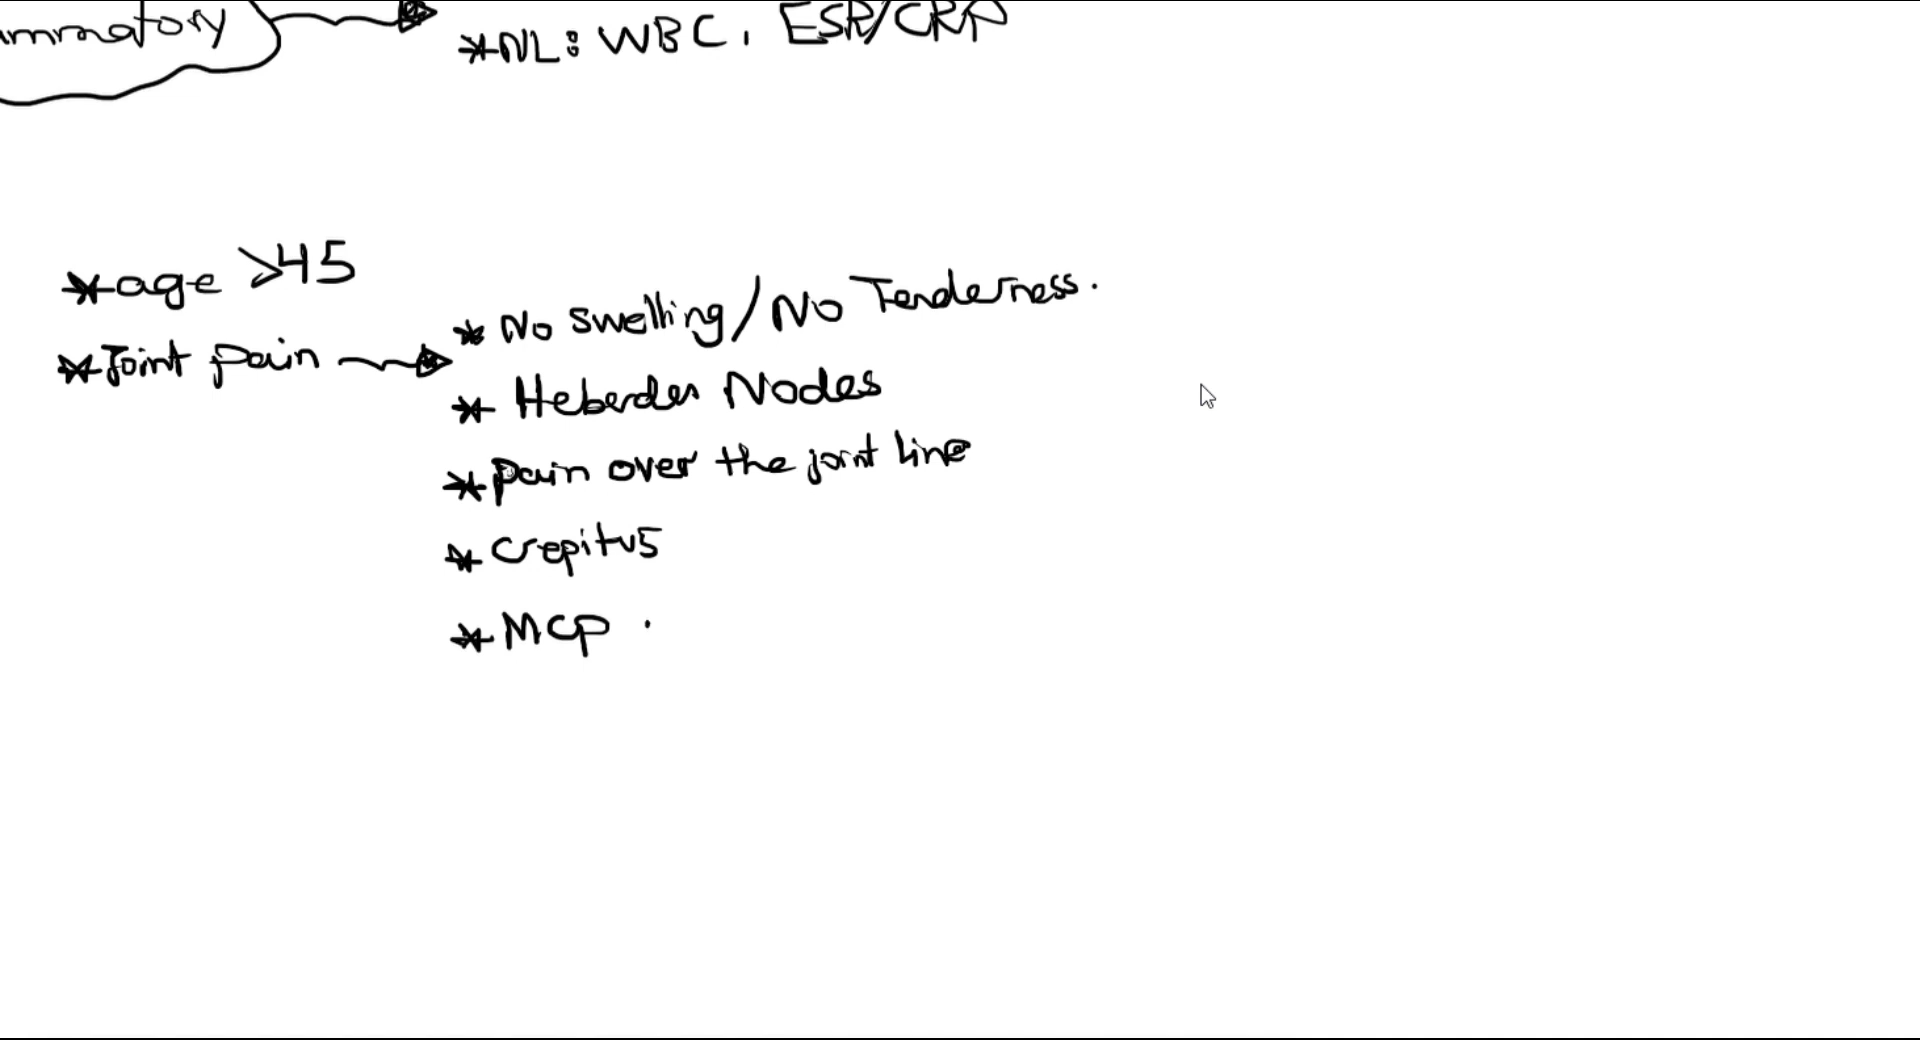 ammatory
*NL: WBC, ESR/CRP
*age >45
*Joint pain
* No swelling/No Tenderness.
* Heberden Nodes
*pain over the joint line
*crepitus
*MCP .